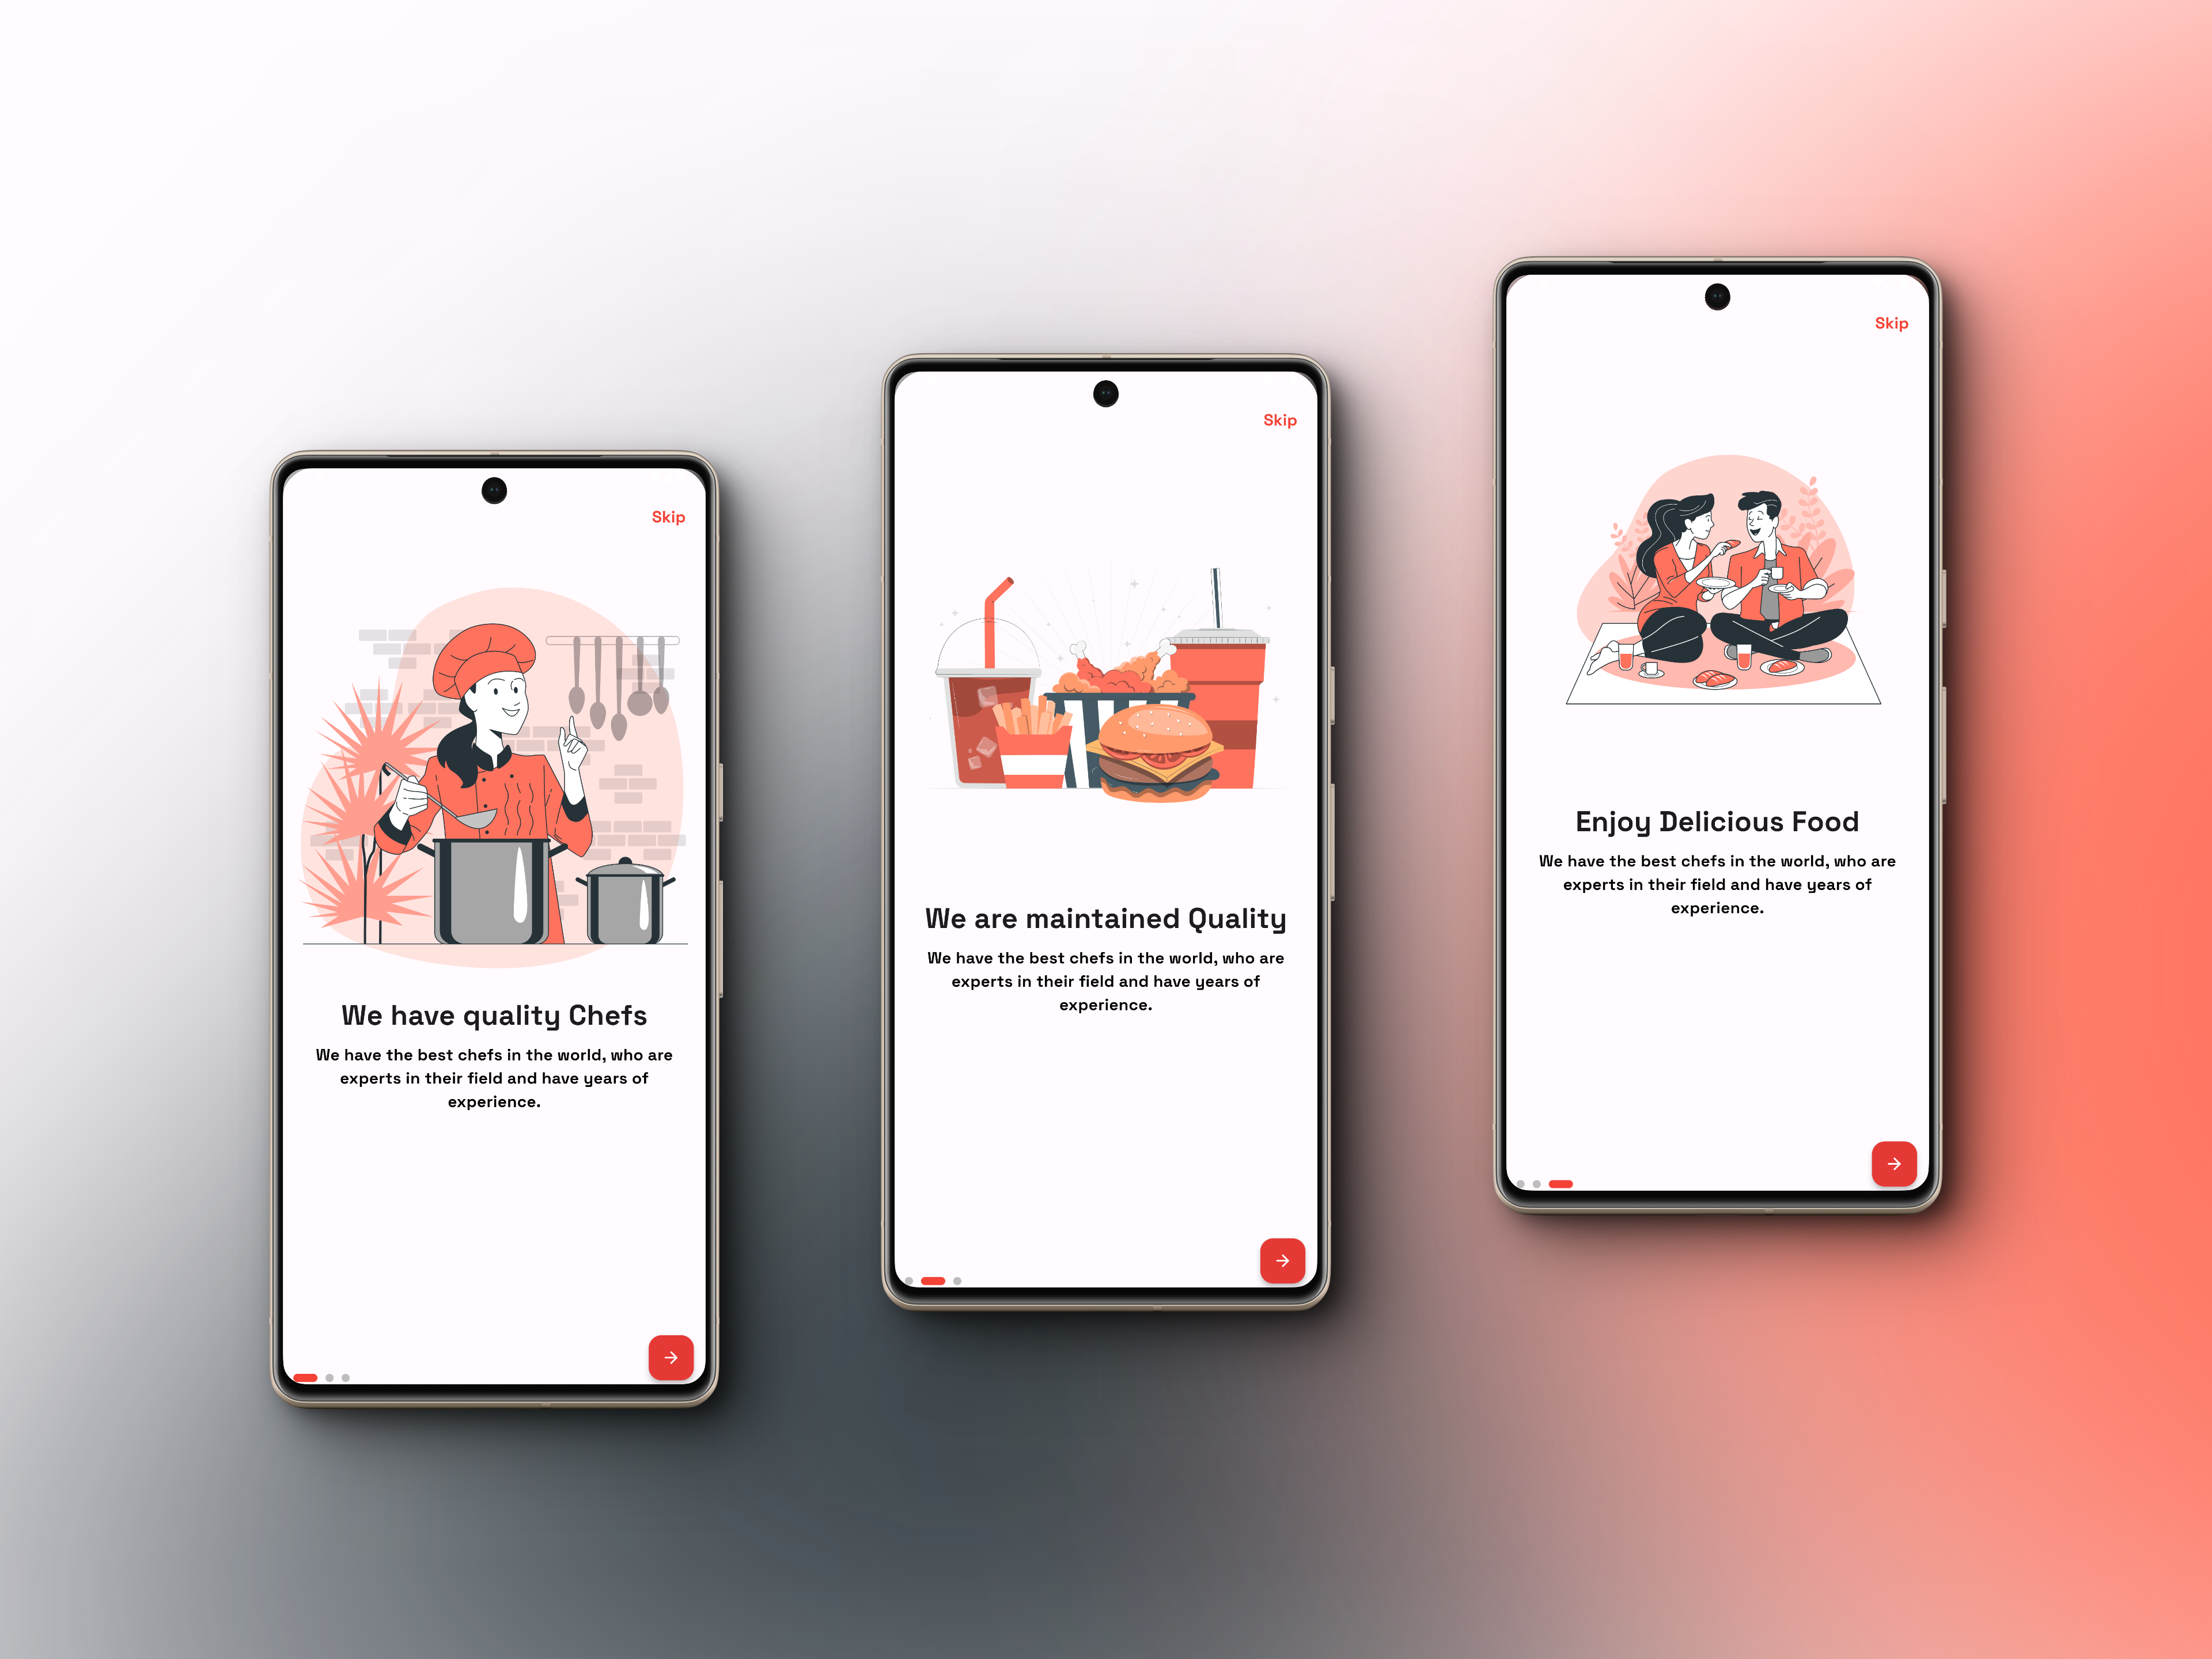 Skip
We have quality Chefs
We have the best chefs in the world, who are
experts in their field and have years of
experience.
Skip
We are maintained Quality
We have the best chefs in the world, who are
experts in their field and have years of
experience.
Skip
Enjoy Delicious Food
We have the best chefs in the world, who are
experts in their field and have years of
experience.